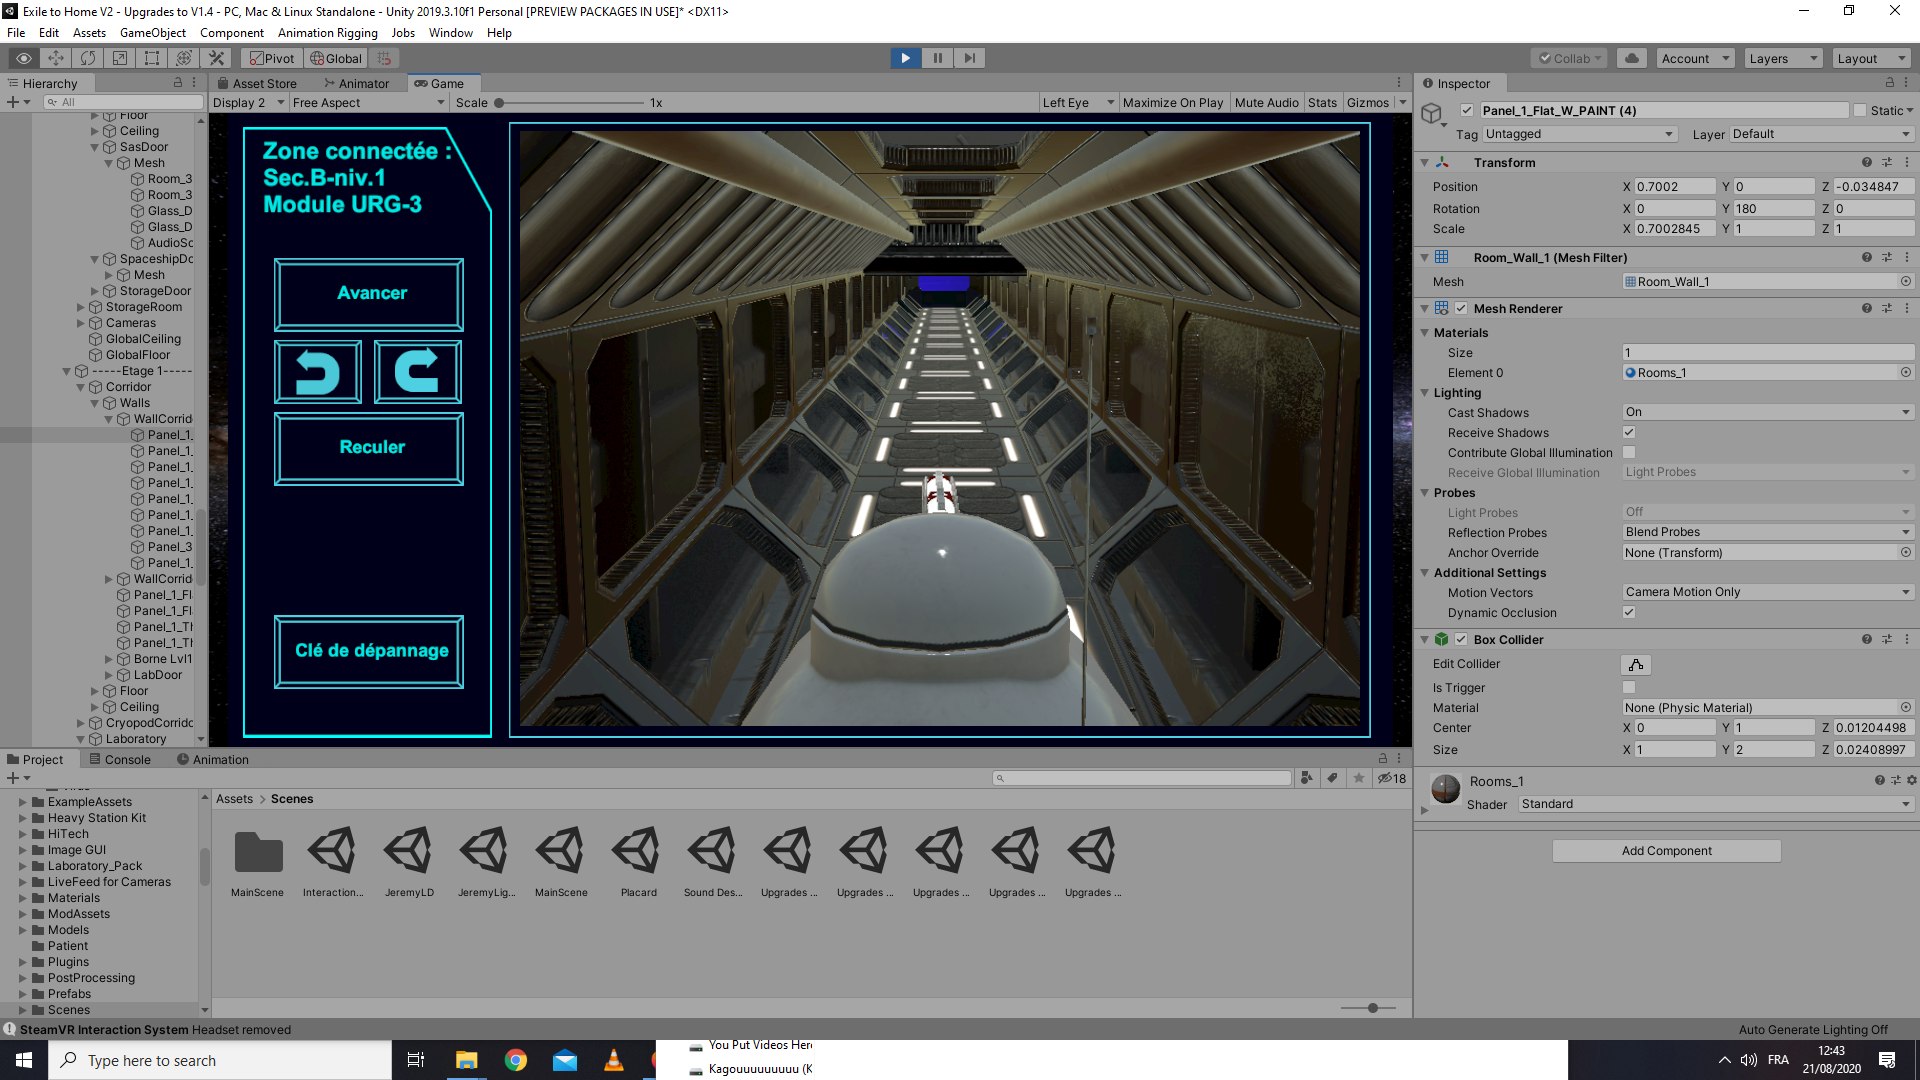 Exile to Home V2 - Upgrades to V1.4 - PC, Mac & Linux Standalone - Unity 2019.3.10f1 Personal [PREVIEW PACKAGES IN USE]* <DX11>
File Edit Assets GameObject Component Animation Rigging Jobs Window Help
Pivot Global Collab Account Layers Layout
Hierarchy Asset Store Animator Game Inspector
All Display 2 Free Aspect Scale 1x Left Eye Maximize On Play Mute Audio Stats Gizmos
Panel_1_Flat_W_PAINT (4) Static
Tag Untagged Layer Default
Floor
Ceiling
SasDoor
Mesh
Room_3
Room_3
Glass_D
Glass_D
AudioSo
SpaceshipDo
Mesh
StorageDoor
StorageRoom
Cameras
GlobalCeiling
GlobalFloor
-----Etage 1-----
Corridor
Walls
WallCorrido
Panel_1_
Panel_1_
Panel_1_
Panel_1_
Panel_1_
Panel_1_
Panel_1_
Panel_3
Panel_1_
WallCorrido
Panel_1_Fl
Panel_1_Fl
Panel_1_Th
Panel_1_Th
Borne Lvl1
LabDoor
Floor
Ceiling
CryopodCorrido
Laboratory
Zone connectée :
Sec.B-niv.1
Module URG-3
Avancer
Reculer
Clé de dépannage
Transform
Position X 0.7002 Y 0 Z -0.034847
Rotation X 0 Y 180 Z 0
Scale X 0.7002845 Y 1 Z 1
Room_Wall_1 (Mesh Filter)
Mesh Room_Wall_1
Mesh Renderer
Materials
Size 1
Element 0 Rooms_1
Lighting
Cast Shadows On
Receive Shadows
Contribute Global Illumination
Receive Global Illumination Light Probes
Probes
Light Probes Off
Reflection Probes Blend Probes
Anchor Override None (Transform)
Additional Settings
Motion Vectors Camera Motion Only
Dynamic Occlusion
Box Collider
Edit Collider
Is Trigger
Material None (Physic Material)
Center X 0 Y 1 Z 0.01204498
Size X 1 Y 2 Z 0.02408997
Rooms_1
Shader Standard
Add Component
Project Console Animation
18
ExampleAssets
Heavy Station Kit
HiTech
Image GUI
Laboratory_Pack
LiveFeed for Cameras
Materials
ModAssets
Models
Patient
Plugins
PostProcessing
Prefabs
Scenes
Assets > Scenes
MainScene Interaction... JeremyLD JeremyLig... MainScene Placard Sound Des... Upgrades ... Upgrades ... Upgrades ... Upgrades ... Upgrades ...
SteamVR Interaction System Headset removed
Auto Generate Lighting Off
Type here to search
You Put Videos Here
Kagouuuuuuuuu (K
FRA
12:43
21/08/2020